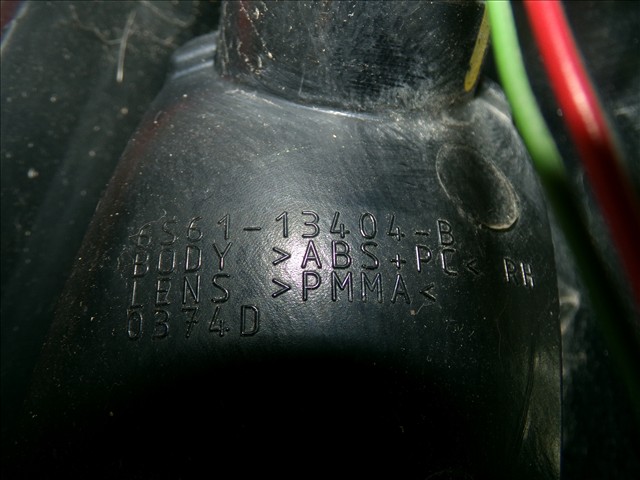 6S61-13404-B
BODY >ABS+PC< RH
LENS >PMMA<
0374D